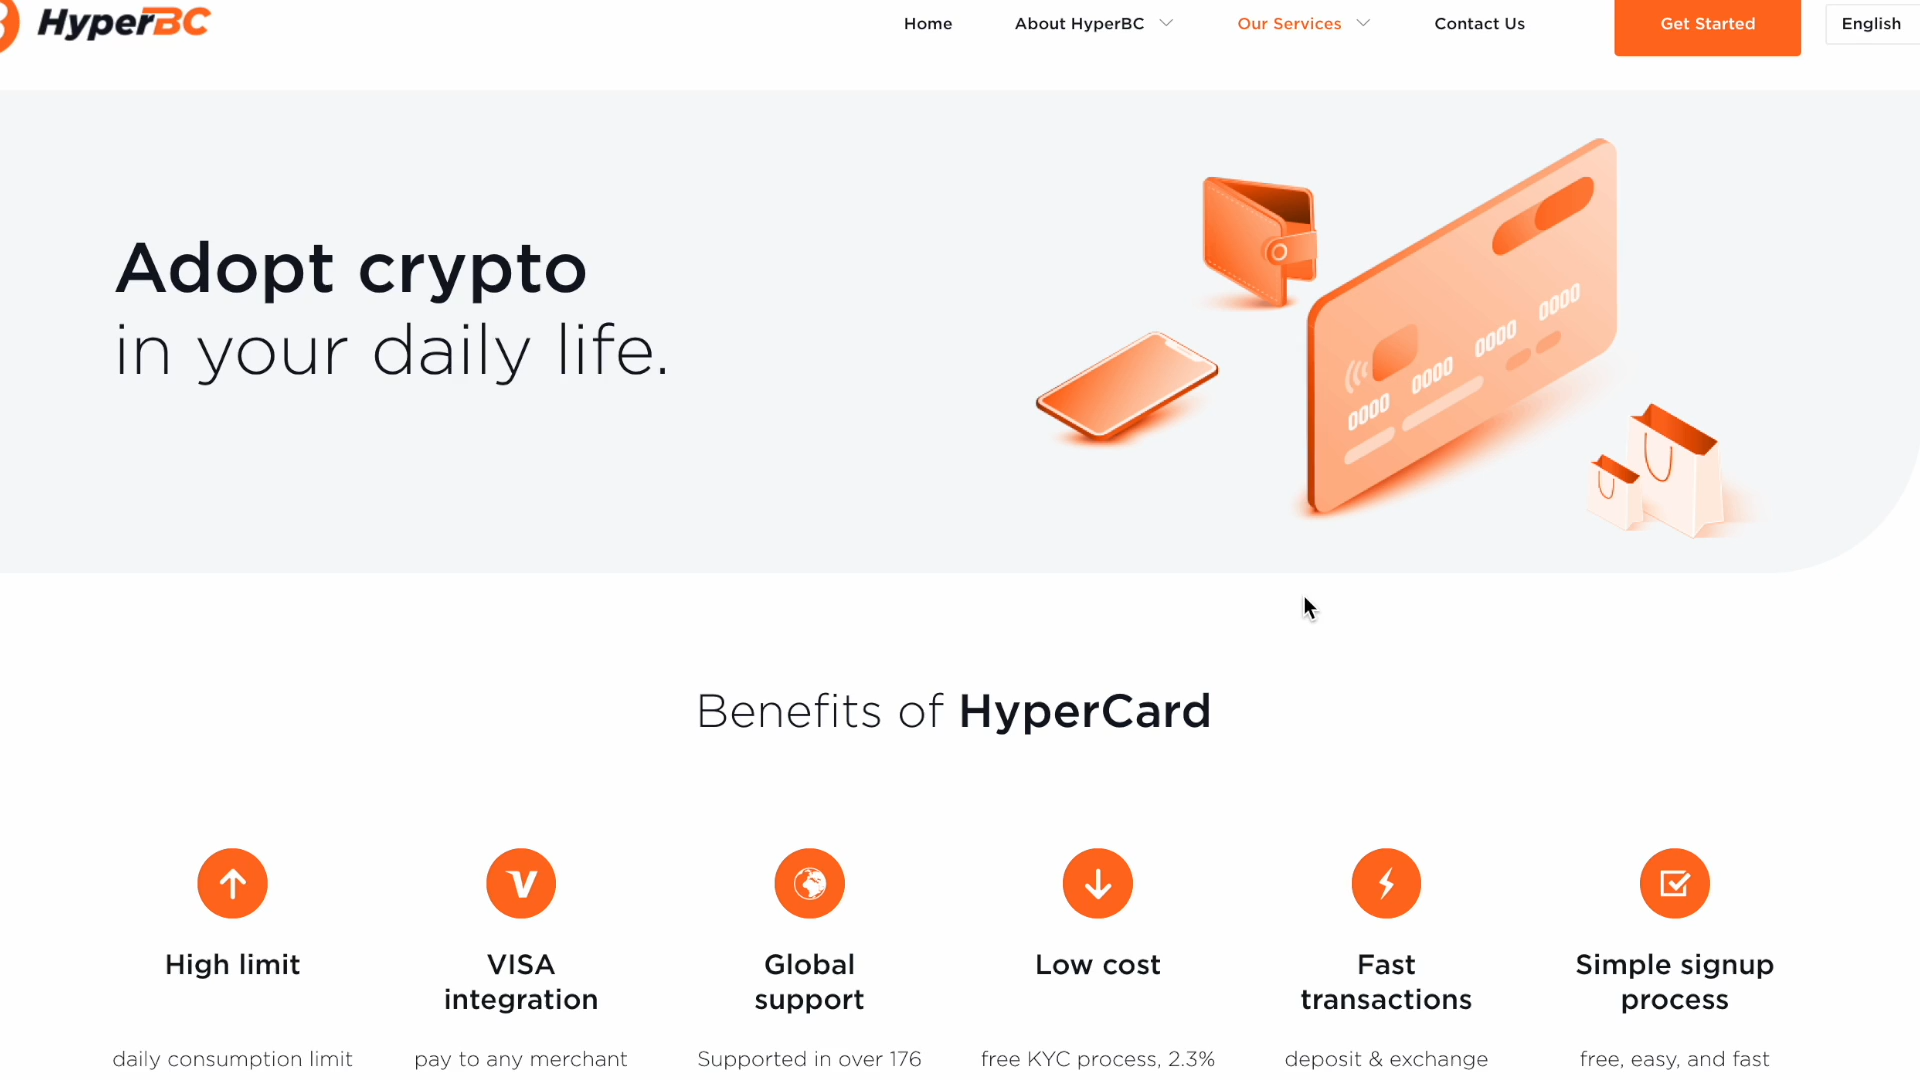 HyperBC
Home
About HyperBC
Our Services
Contact Us
Get Started
English
Adopt crypto
in your daily life.
0000 0000 0000 0000
Benefits of HyperCard
High limit
daily consumption limit
VISA
integration
pay to any merchant
Global
support
Supported in over 176
Low cost
free KYC process, 2.3%
Fast
transactions
deposit & exchange
Simple signup
process
free, easy, and fast